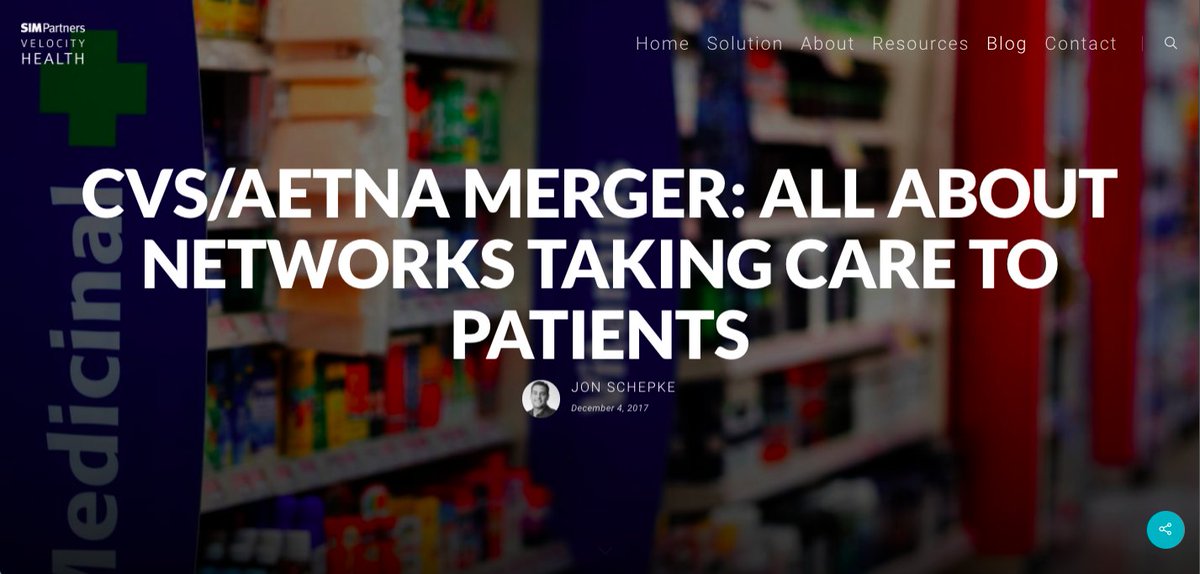 SIMPartners
VELOCITY
HEALTH
Home Solution About Resources Blog Contact
CVS/AETNA MERGER: ALL ABOUT
NETWORKS TAKING CARE TO
PATIENTS
JON SCHEPKE
December 4, 2017
Medicinal